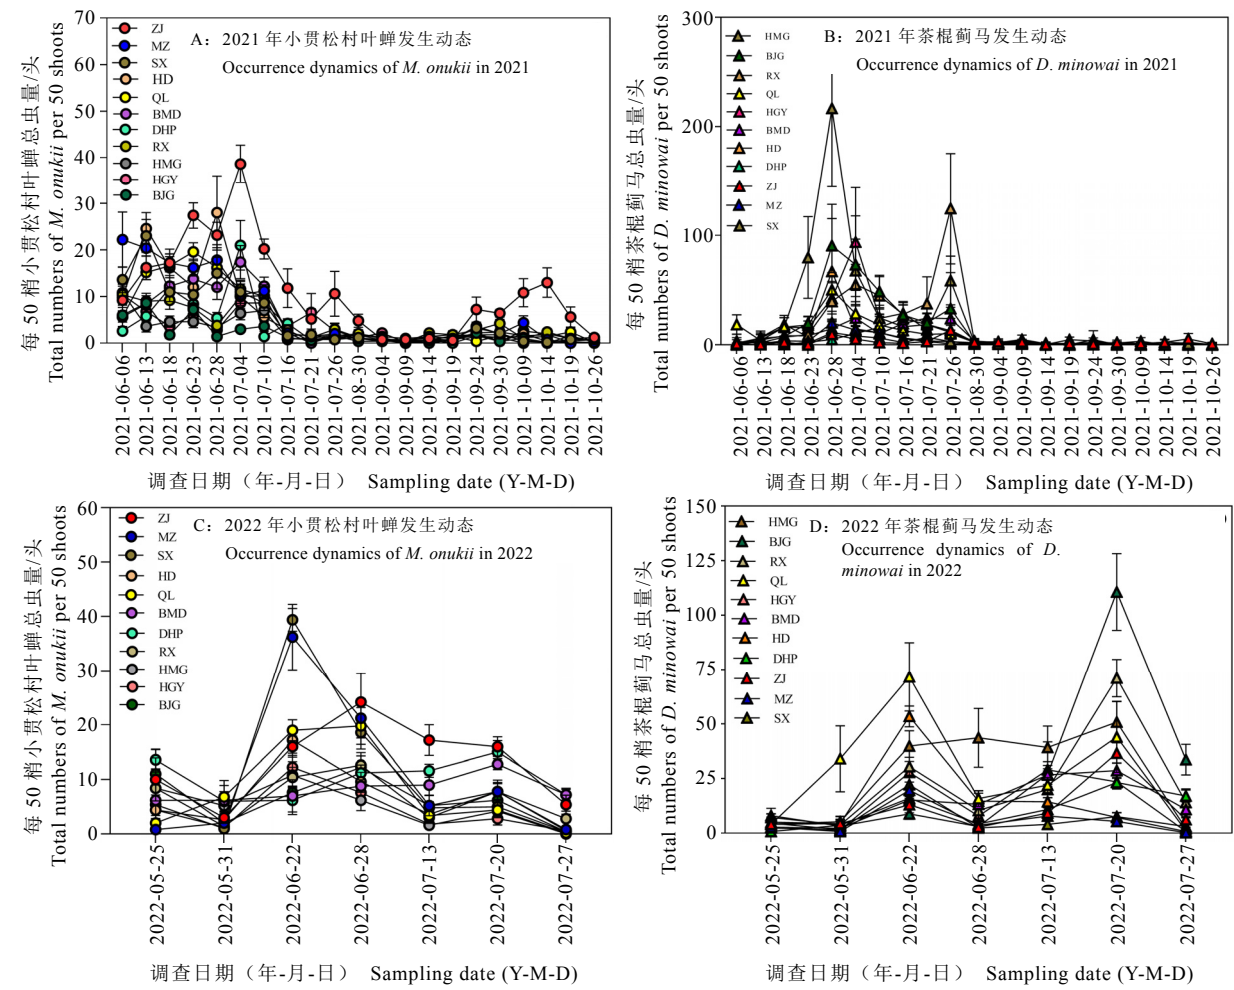 每 50 梢小贯松村叶蝉总虫量/头
Total numbers of M. onukii per 50 shoots
70
60
50
40
30
20
10
0
ZJ
MZ
SX
HD
QL
BMD
DHP
RX
HMG
HGY
BJG
A：2021 年小贯松村叶蝉发生动态
Occurrence dynamics of M. onukii in 2021
2021-06-06
2021-06-13
2021-06-18
2021-06-23
2021-06-28
2021-07-04
2021-07-10
2021-07-16
2021-07-21
2021-07-26
2021-08-30
2021-09-04
2021-09-09
2021-09-14
2021-09-19
2021-09-24
2021-09-30
2021-10-09
2021-10-14
2021-10-19
2021-10-26
调查日期（年-月-日） Sampling date (Y-M-D)
每 50 梢茶棍蓟马总虫量/头
Total numbers of D. minowai per 50 shoots
300
200
100
0
HMG
BJG
RX
QL
HGY
BMD
HD
DHP
ZJ
MZ
SX
B：2021 年茶棍蓟马发生动态
Occurrence dynamics of D. minowai in 2021
2021-06-06
2021-06-13
2021-06-18
2021-06-23
2021-06-28
2021-07-04
2021-07-10
2021-07-16
2021-07-21
2021-07-26
2021-08-30
2021-09-04
2021-09-09
2021-09-14
2021-09-19
2021-09-24
2021-09-30
2021-10-09
2021-10-14
2021-10-19
2021-10-26
调查日期（年-月-日） Sampling date (Y-M-D)
每 50 梢小贯松村叶蝉总虫量/头
Total numbers of M. onukii per 50 shoots
60
50
40
30
20
10
0
ZJ
MZ
SX
HD
QL
BMD
DHP
RX
HMG
HGY
BJG
C：2022 年小贯松村叶蝉发生动态
Occurrence dynamics of M. onukii in 2022
2022-05-25
2022-05-31
2022-06-22
2022-06-28
2022-07-13
2022-07-20
2022-07-27
调查日期（年-月-日） Sampling date (Y-M-D)
每 50 梢茶棍蓟马总虫量/头
Total numbers of D. minowai per 50 shoots
150
125
100
75
50
25
0
HMG
BJG
RX
QL
HGY
BMD
HD
DHP
ZJ
MZ
SX
D：2022 年茶棍蓟马发生动态
Occurrence dynamics of D.
minowai in 2022
2022-05-25
2022-05-31
2022-06-22
2022-06-28
2022-07-13
2022-07-20
2022-07-27
调查日期（年-月-日） Sampling date (Y-M-D)